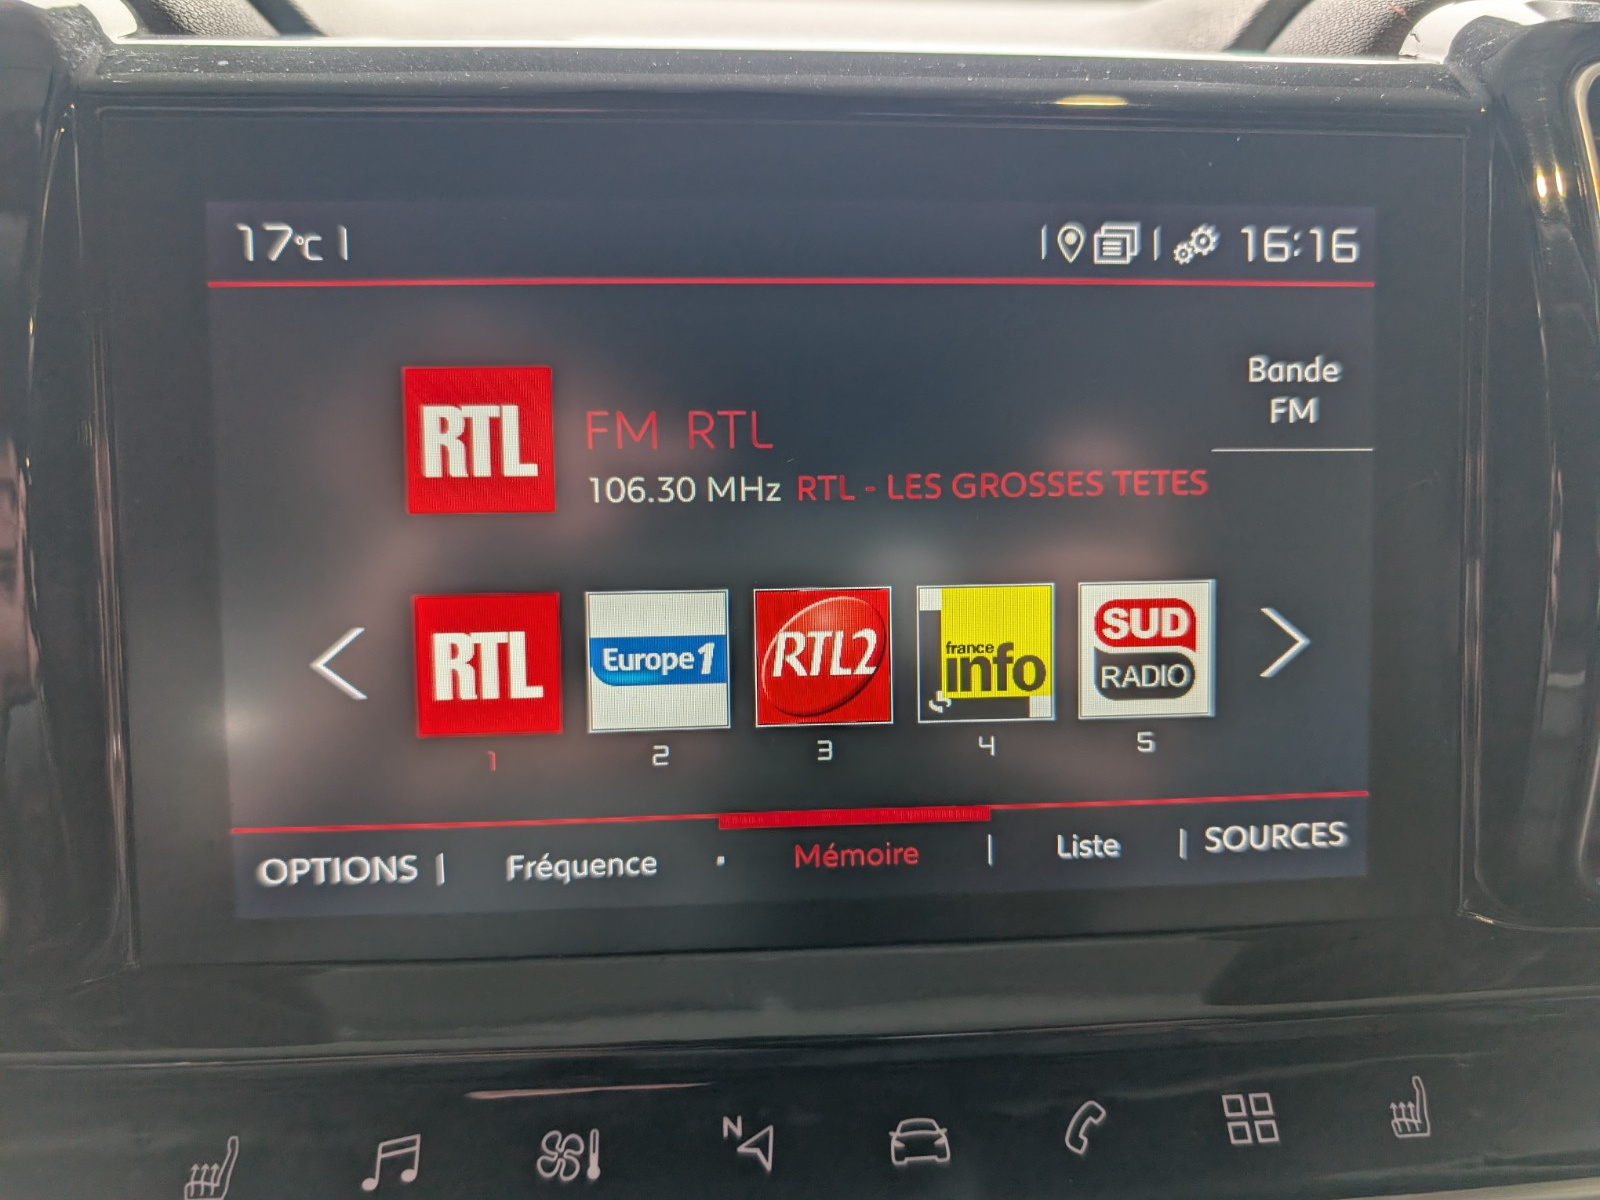 17°C
16:16
Bande
FM
RTL
FM RTL
106.30 MHz RTL - LES GROSSES TETES
RTL
Europe 1
RTL2
france
info
SUD
RADIO
1
2
3
4
5
OPTIONS
Fréquence
Mémoire
Liste
SOURCES
N